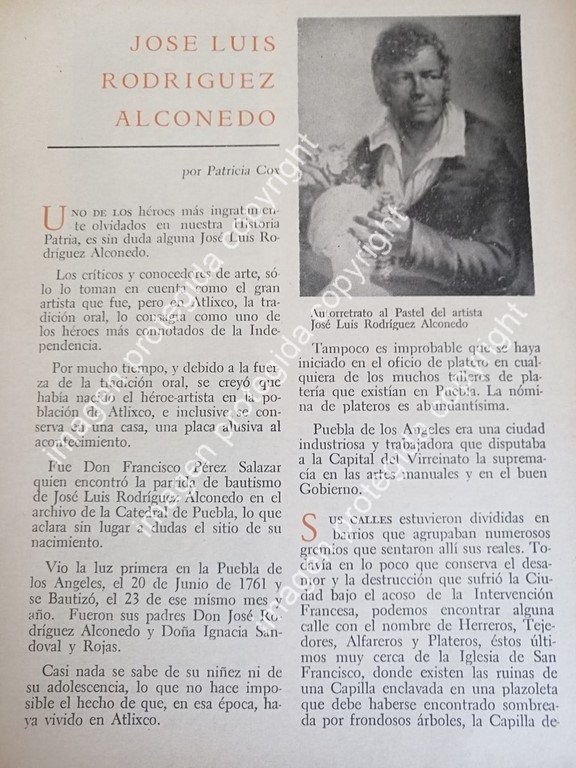 JOSE LUIS
RODRIGUEZ
ALCONEDO
por Patricia Cox
UNO DE LOS héroes más ingratamen-
te olvidados en nuestra Historia
Patria, es sin duda alguna José Luis Ro-
dríguez Alconedo.
Los críticos y conocedores de arte, só-
lo lo toman en cuenta como el gran
artista que fue, pero en Atlixco, la tra-
dición oral, lo consagra como uno de
los héroes más connotados de la Inde-
pendencia.
Por mucho tiempo, y debido a la fuer-
za de la tradición oral, se creyó que
había nacido el héroe-artista en la po-
blación de Atlixco, e inclusive se con-
serva en una casa, una placa alusiva al
acontecimiento.
Fue Don Francisco Pérez Salazar
quien encontró la partida de bautismo
de José Luis Rodríguez Alconedo en el
archivo de la Catedral de Puebla, lo que
aclara sin lugar a dudas el sitio de su
nacimiento.
Vio la luz primera en la Puebla de
los Angeles, el 20 de Junio de 1761 y
se Bautizó, el 23 de ese mismo mes y
año. Fueron sus padres Don José Ro-
dríguez Alconedo y Doña Ignacia San-
doval y Rojas.
Casi nada se sabe de su niñez ni de
su adolescencia, lo que no hace impo-
sible el hecho de que, en esa época, ha-
ya vivido en Atlixco.
Autorretrato al Pastel del artista
José Luis Rodríguez Alconedo
Tampoco es improbable que se haya
iniciado en el oficio de platero en cual-
quiera de los muchos talleres de pla-
tería que existían en Puebla. La nómi-
na de plateros es abundantísima.
Puebla de los Angeles era una ciudad
industriosa y trabajadora que disputaba
a la Capital del Virreinato la suprema-
cía en las artes manuales y en el buen
Gobierno.
SUS CALLES estuvieron divididas en
barrios que agrupaban numerosos
gremios que sentaron allí sus reales. To-
davía en lo poco que conserva el desa-
mor y la destrucción que sufrió la Ciu-
dad bajo el acoso de la Intervención
Francesa, podemos encontrar alguna
calle con el nombre de Herreros, Teje-
dores, Alfareros y Plateros, éstos últi-
mos muy cerca de la Iglesia de San
Francisco, donde existen las ruinas de
una Capilla enclavada en una plazoleta
que debe haberse encontrado sombrea-
da por frondosos árboles, la Capilla de-
imagen protegida copyright
imagen protegida copyright
imagen protegida copyright